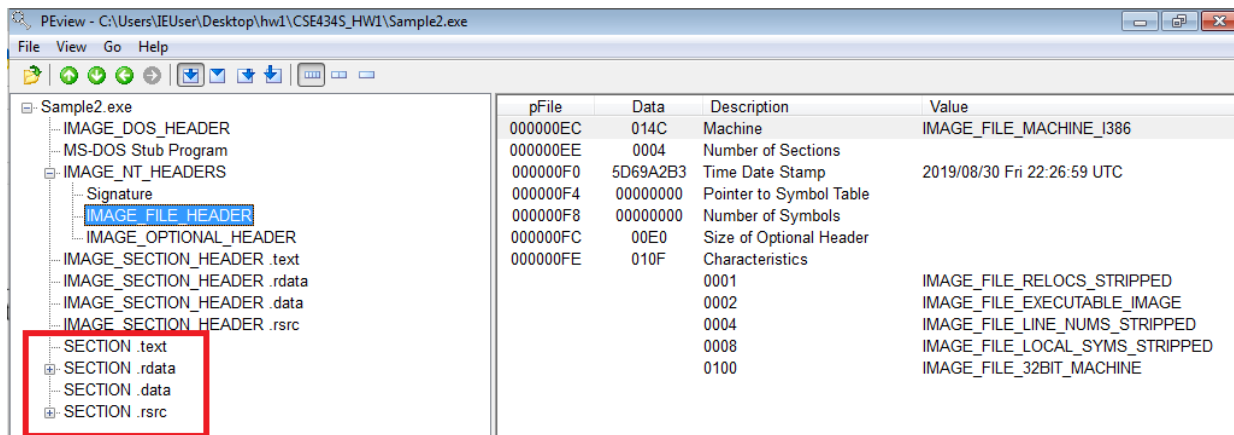 PEview - C:\Users\IEUser\Desktop\hw1\CSE434S_HW1\Sample2.exe
File View Go Help
Sample2.exe
IMAGE_DOS_HEADER
MS-DOS Stub Program
IMAGE_NT_HEADERS
Signature
IMAGE_FILE_HEADER
IMAGE_OPTIONAL_HEADER
IMAGE_SECTION_HEADER .text
IMAGE_SECTION_HEADER .rdata
IMAGE_SECTION_HEADER .data
IMAGE_SECTION_HEADER .rsrc
SECTION .text
SECTION .rdata
SECTION .data
SECTION .rsrc
pFile Data Description Value
000000EC 014C Machine IMAGE_FILE_MACHINE_I386
000000EE 0004 Number of Sections
000000F0 5D69A2B3 Time Date Stamp 2019/08/30 Fri 22:26:59 UTC
000000F4 00000000 Pointer to Symbol Table
000000F8 00000000 Number of Symbols
000000FC 00E0 Size of Optional Header
000000FE 010F Characteristics
0001 IMAGE_FILE_RELOCS_STRIPPED
0002 IMAGE_FILE_EXECUTABLE_IMAGE
0004 IMAGE_FILE_LINE_NUMS_STRIPPED
0008 IMAGE_FILE_LOCAL_SYMS_STRIPPED
0100 IMAGE_FILE_32BIT_MACHINE